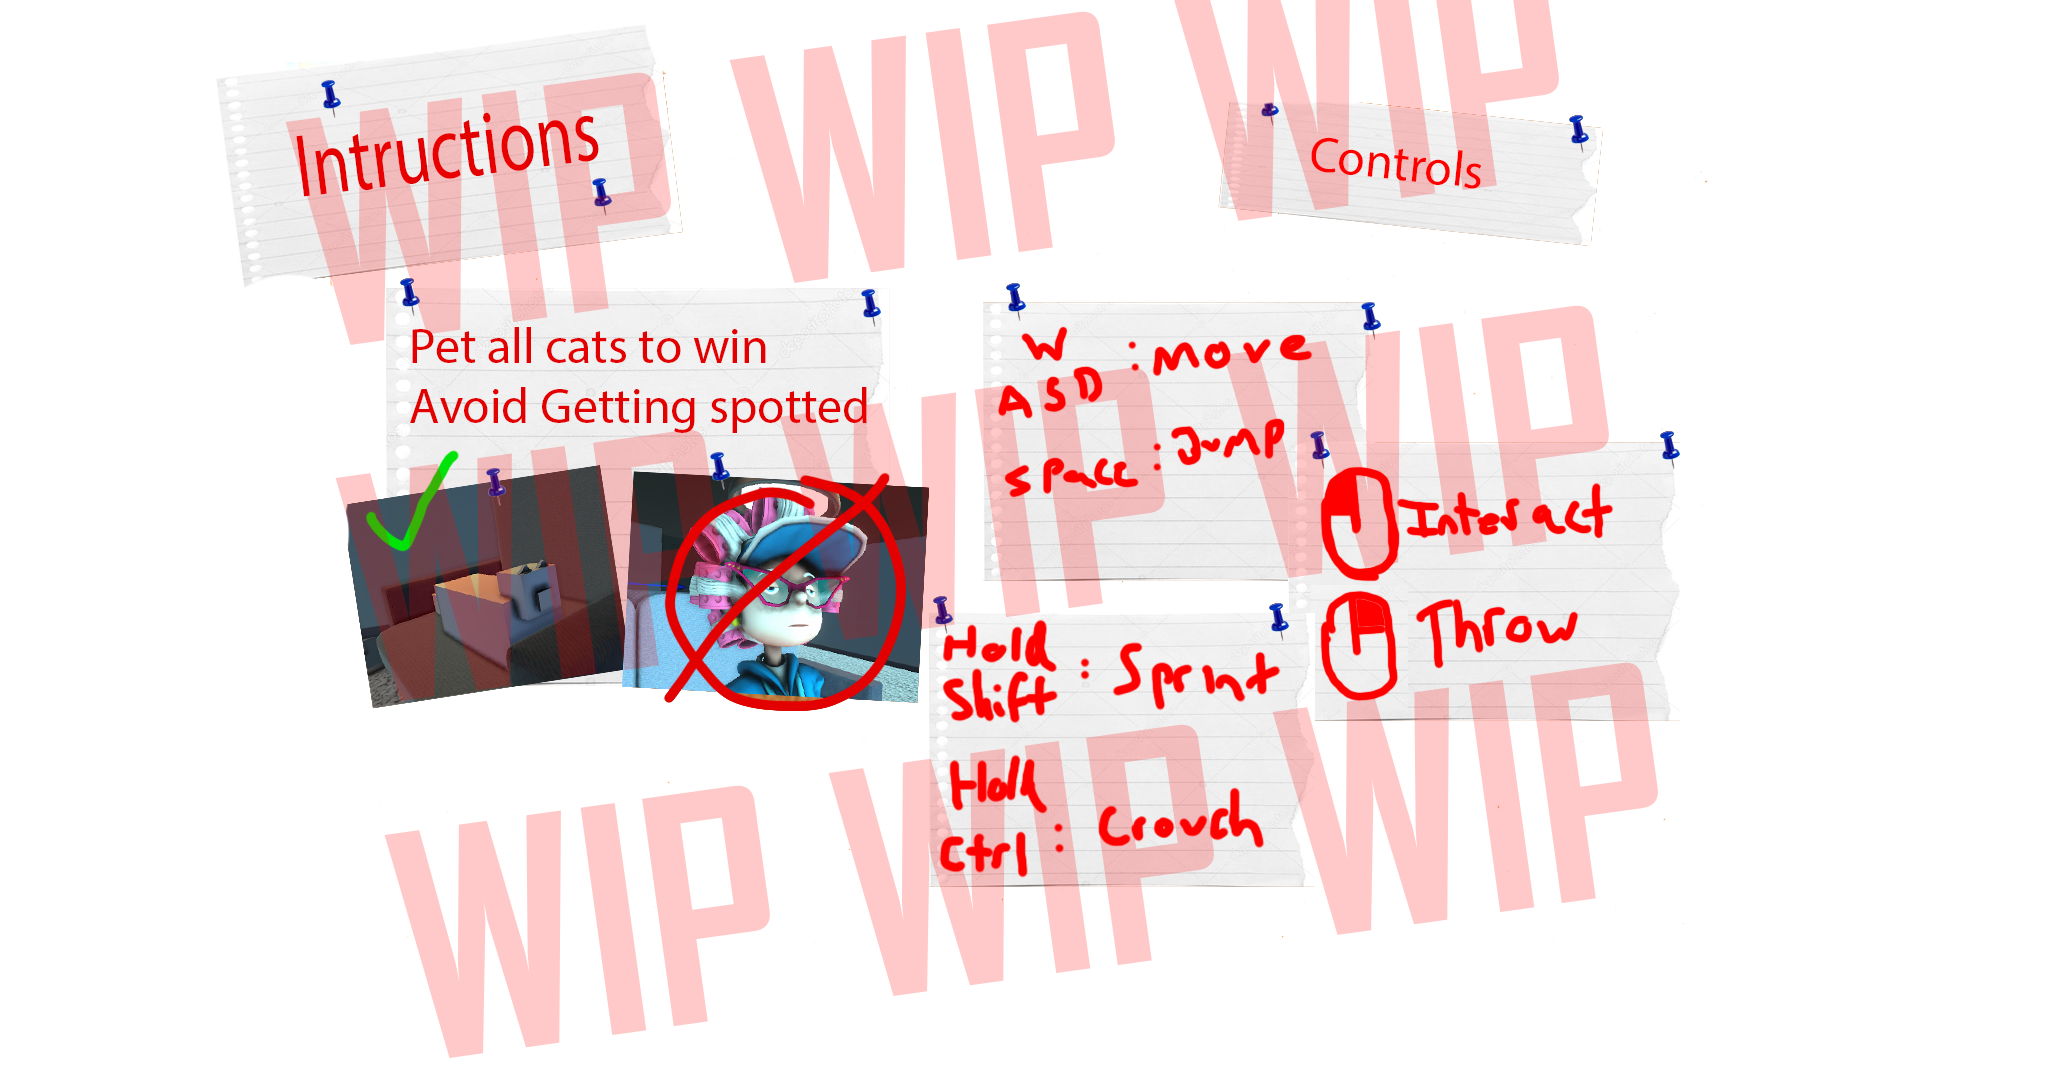 Intructions
Controls
Pet all cats to win
Avoid Getting spotted
W
ASD : Move
Space : Jump
Interact
Throw
Hold
Shift : Sprint
Hold
Ctrl : Crouch
WIP WIP WIP
WIP WIP WIP
WIP WIP WIP